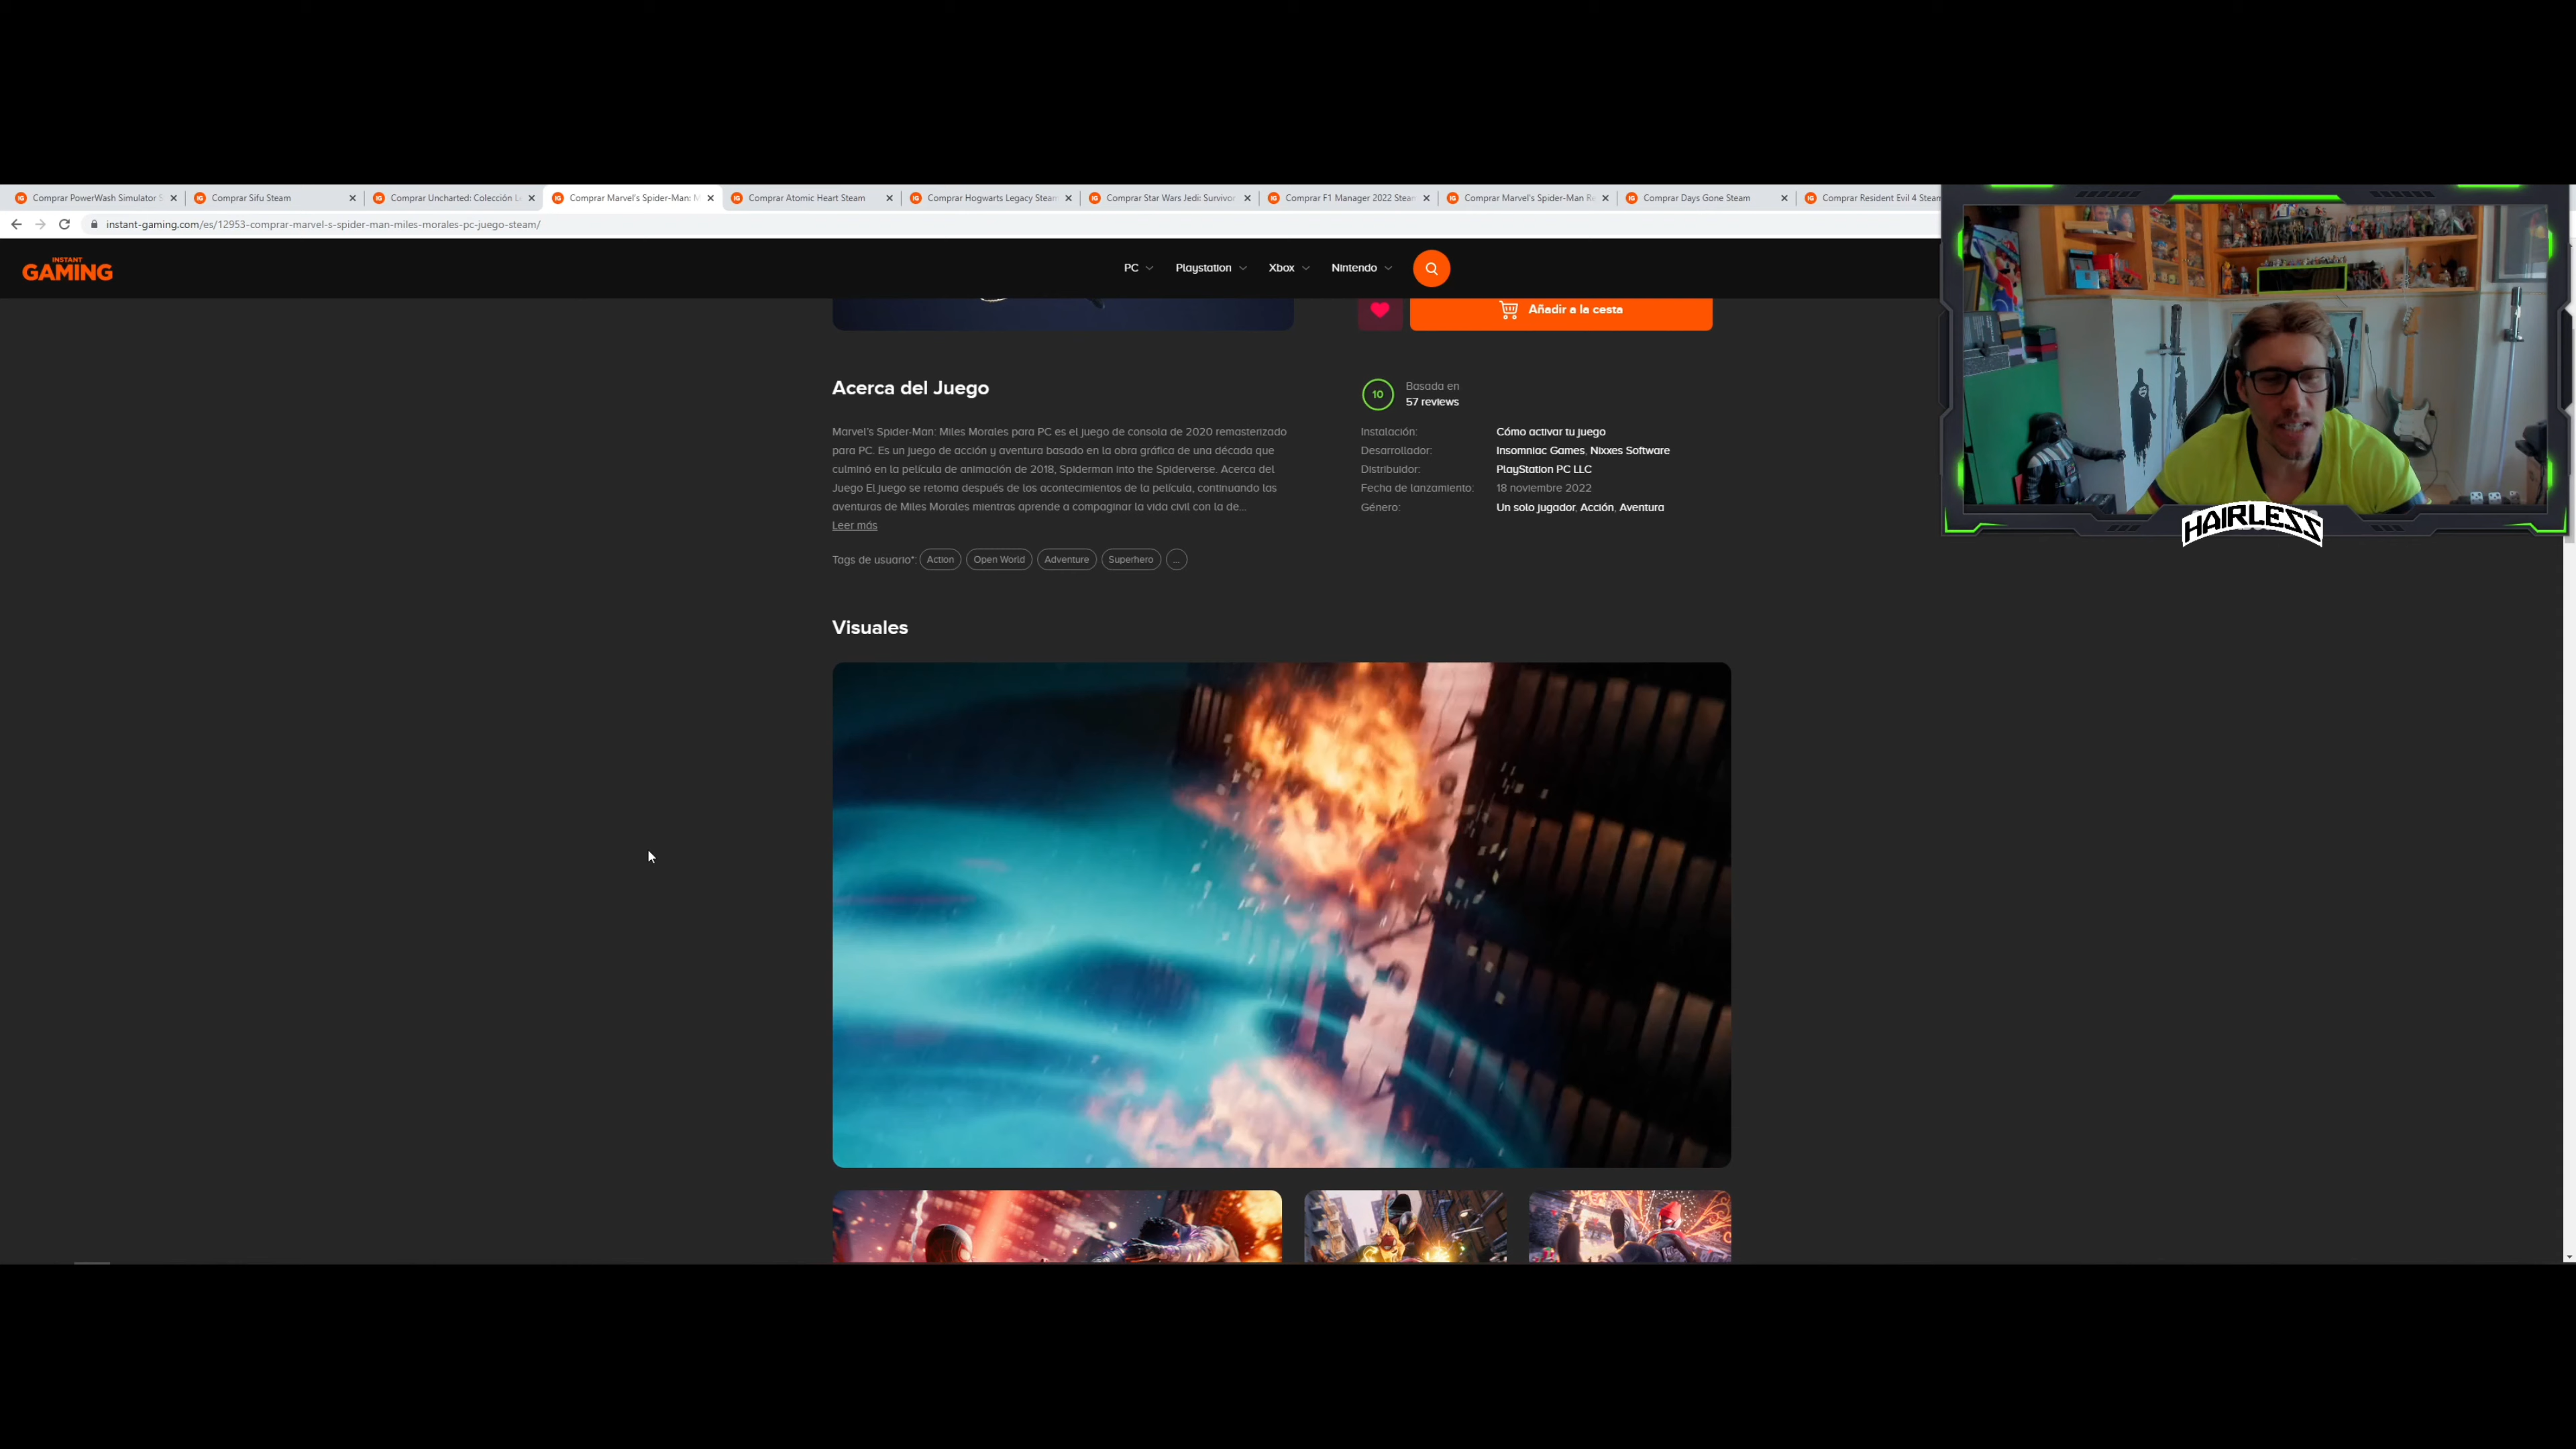 Comprar PowerWash Simulator S
Comprar Sifu Steam
Comprar Uncharted: Colección L
Comprar Marvel's Spider-Man: M
Comprar Atomic Heart Steam
Comprar Hogwarts Legacy Steam
Comprar Star Wars Jedi: Survivor
Comprar F1 Manager 2022 Steam
Comprar Marvel's Spider-Man Re
Comprar Days Gone Steam
Comprar Resident Evil 4 Steam
instant-gaming.com/es/12953-comprar-marvel-s-spider-man-miles-morales-pc-juego-steam/
INSTANT
GAMING
PC
Playstation
Xbox
Nintendo
Añadir a la cesta
Acerca del Juego
Marvel's Spider-Man: Miles Morales para PC es el juego de consola de 2020 remasterizado
para PC. Es un juego de acción y aventura basado en la obra gráfica de una década que
culminó en la película de animación de 2018, Spiderman into the Spiderverse. Acerca del
Juego El juego se retoma después de los acontecimientos de la película, continuando las
aventuras de Miles Morales mientras aprende a compaginar la vida civil con la de...
Leer más
Tags de usuario*: Action Open World Adventure Superhero ...
10
Basada en
57 reviews
Instalación: Cómo activar tu juego
Desarrollador: Insomniac Games, Nixxes Software
Distribuidor: PlayStation PC LLC
Fecha de lanzamiento: 18 noviembre 2022
Género: Un solo jugador, Acción, Aventura
Visuales
HAIRLESS